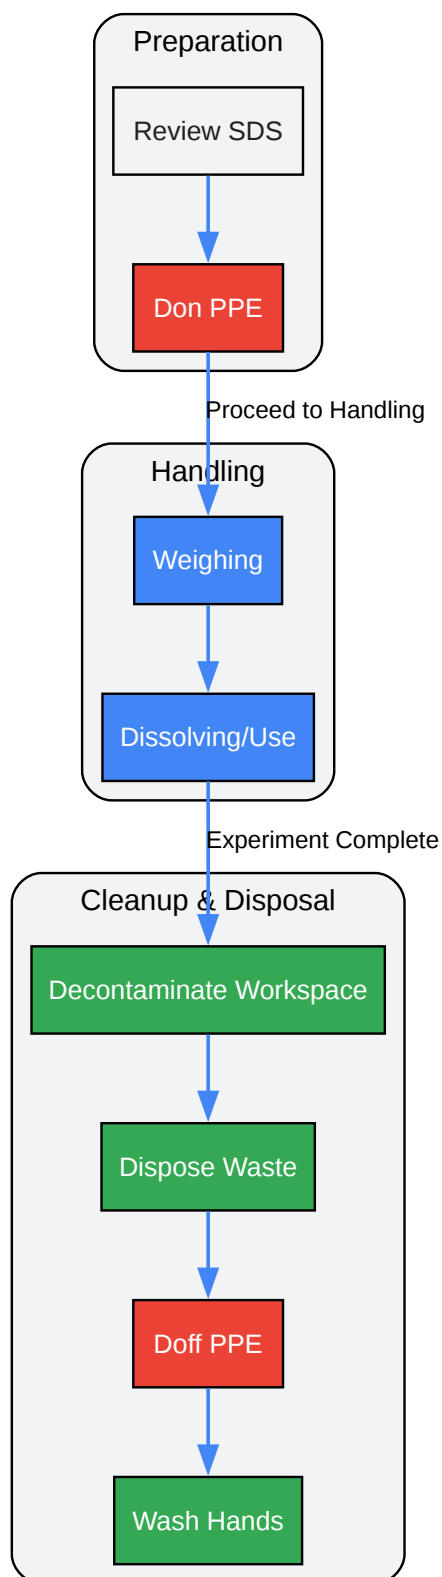 Preparation
Review SDS
Don PPE
Proceed to Handling
Handling
Weighing
Dissolving/Use
Experiment Complete
Cleanup & Disposal
Decontaminate Workspace
Dispose Waste
Doff PPE
Wash Hands